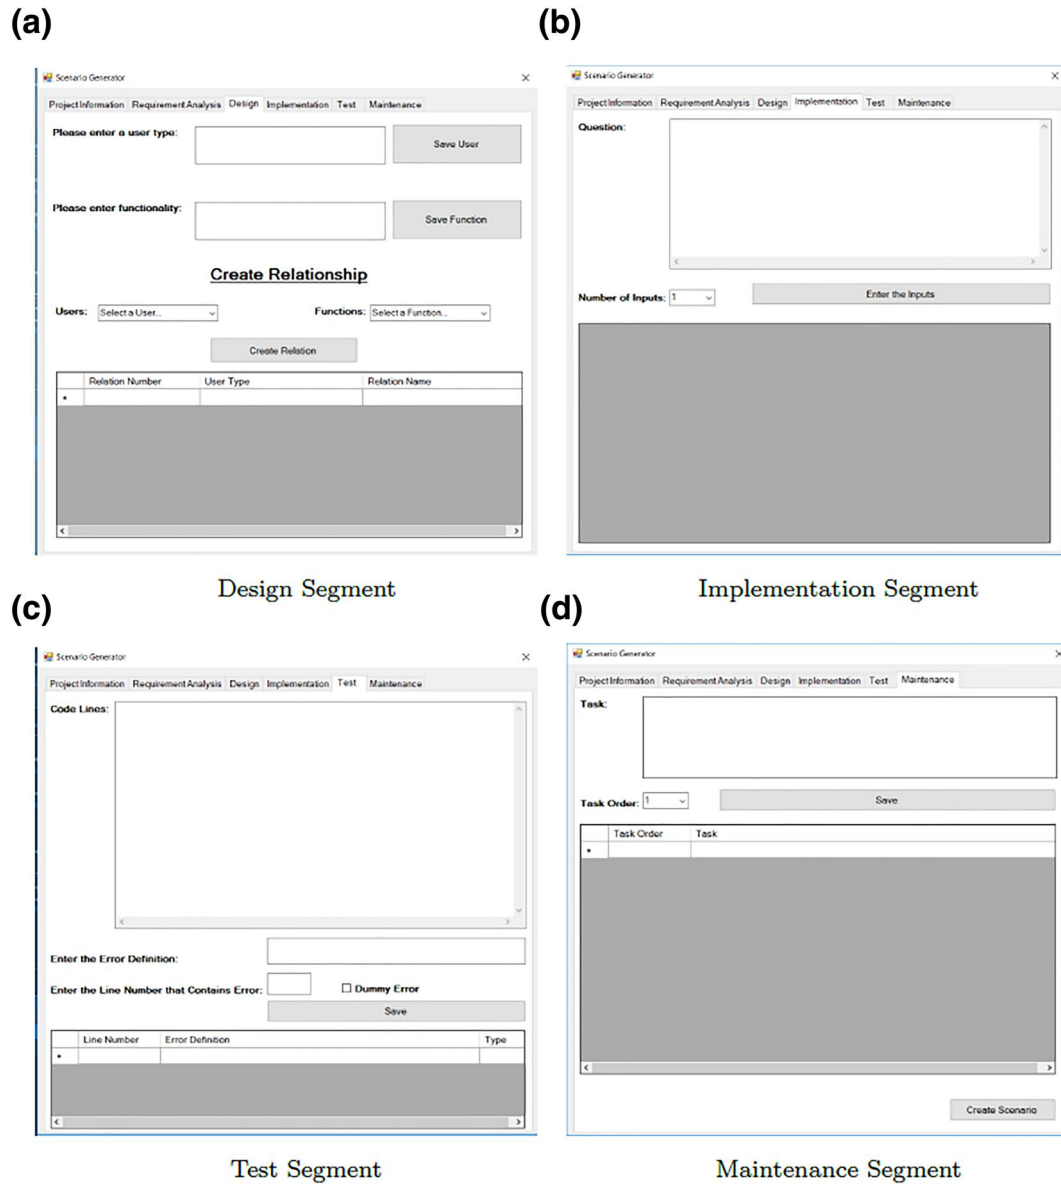 (a)
Scenario Generator
Project Information Requirement Analysis Design Implementation Test Maintenance
Please enter a user type:
Save User
Please enter functionality:
Save Function
Create Relationship
Users: Select a User... Functions: Select a Function...
Create Relation
Relation Number User Type Relation Name
Design Segment
(b)
Scenario Generator
Project Information Requirement Analysis Design Implementation Test Maintenance
Question:
Number of Inputs: 1 Enter the Inputs
Implementation Segment
(c)
Scenario Generator
Project Information Requirement Analysis Design Implementation Test Maintenance
Code Lines:
Enter the Error Definition:
Enter the Line Number that Contains Error: Dummy Error
Save
Line Number Error Definition Type
Test Segment
(d)
Scenario Generator
Project Information Requirement Analysis Design Implementation Test Maintenance
Task:
Task Order: 1 Save
Task Order Task
Create Scenario
Maintenance Segment